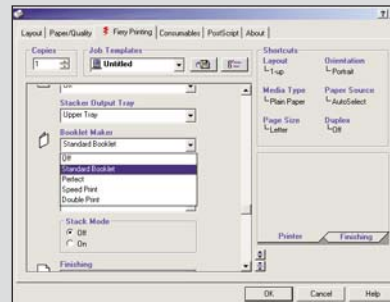 ?
Layout
Paper/Quality
Fiery Printing
Consumables
PostScript
About
Copies
1
Job Templates
Untitled
Off
Stacker Output Tray
Upper Tray
Booklet Maker
Standard Booklet
Off
Standard Booklet
Perfect
Speed Print
Double Print
Stack Mode
Off
On
Finishing
Shortcuts
Layout
1-up
Orientation
Portrait
Media Type
Plain Paper
Paper Source
AutoSelect
Page Size
Letter
Duplex
Off
Printer
Finishing
OK
Cancel
Help